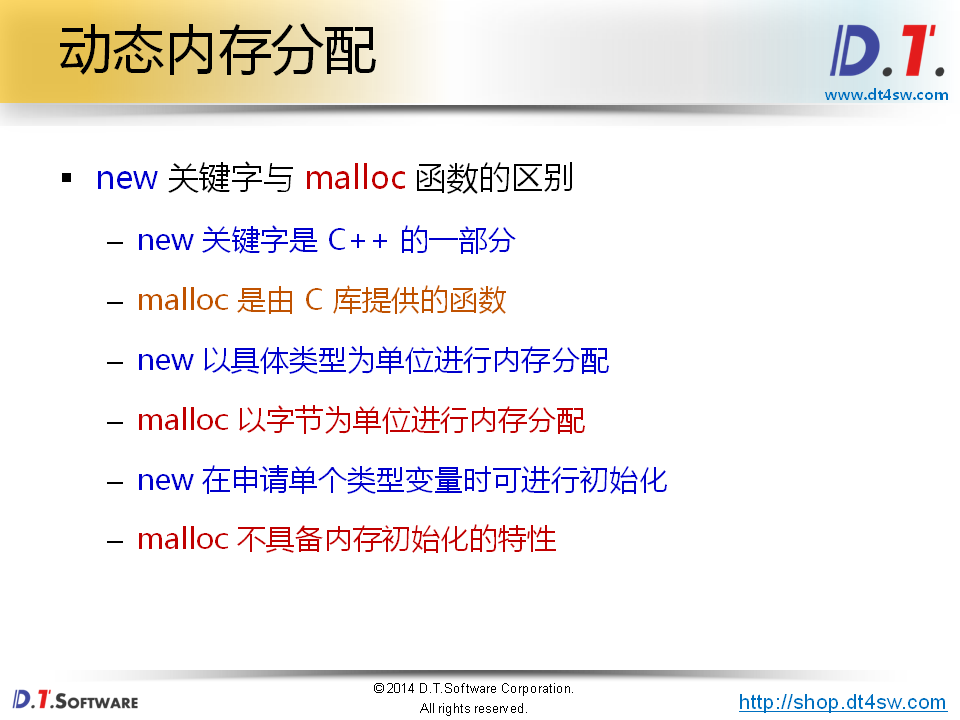 动态内存分配
D.T.
www.dt4sw.com
▪ new 关键字与 malloc 函数的区别
– new 关键字是 C++ 的一部分
– malloc 是由 C 库提供的函数
– new 以具体类型为单位进行内存分配
– malloc 以字节为单位进行内存分配
– new 在申请单个类型变量时可进行初始化
– malloc 不具备内存初始化的特性
D.T.SOFTWARE
©2014 D.T.Software Corporation.
All rights reserved.
http://shop.dt4sw.com